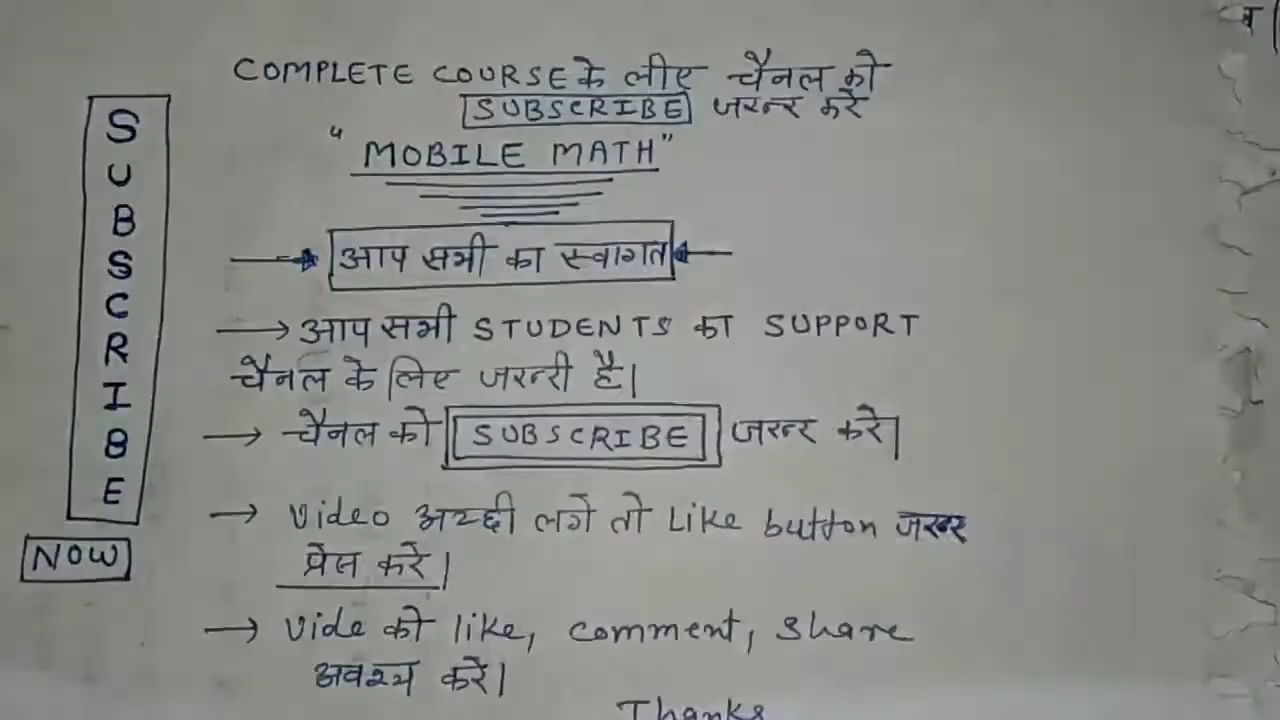 COMPLETE COURSE के लीए चैनल को
SUBSCRIBE जरूर करे
"MOBILE MATH"
आप सभी का स्वागत
→ आप सभी STUDENTS का SUPPORT
चैनल के लिए जरूरी है।
→ चैनल को SUBSCRIBE जरूर करे।
→ Video अच्छी लगे तो Like button जरूर
प्रेस करे।
→ Vide को like, comment, share
अवश्य करे।
Thanks
SUBSCRIBE
NOW